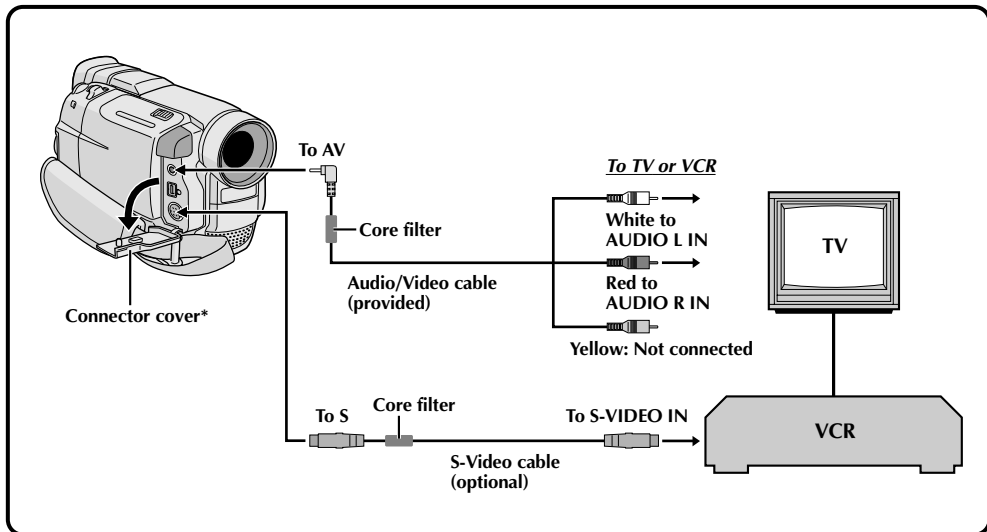 To AV
To TV or VCR
Core filter
White to
AUDIO L IN
TV
Audio/Video cable
(provided)
Red to
AUDIO R IN
Connector cover*
Yellow: Not connected
To S
Core filter
To S-VIDEO IN
VCR
S-Video cable
(optional)